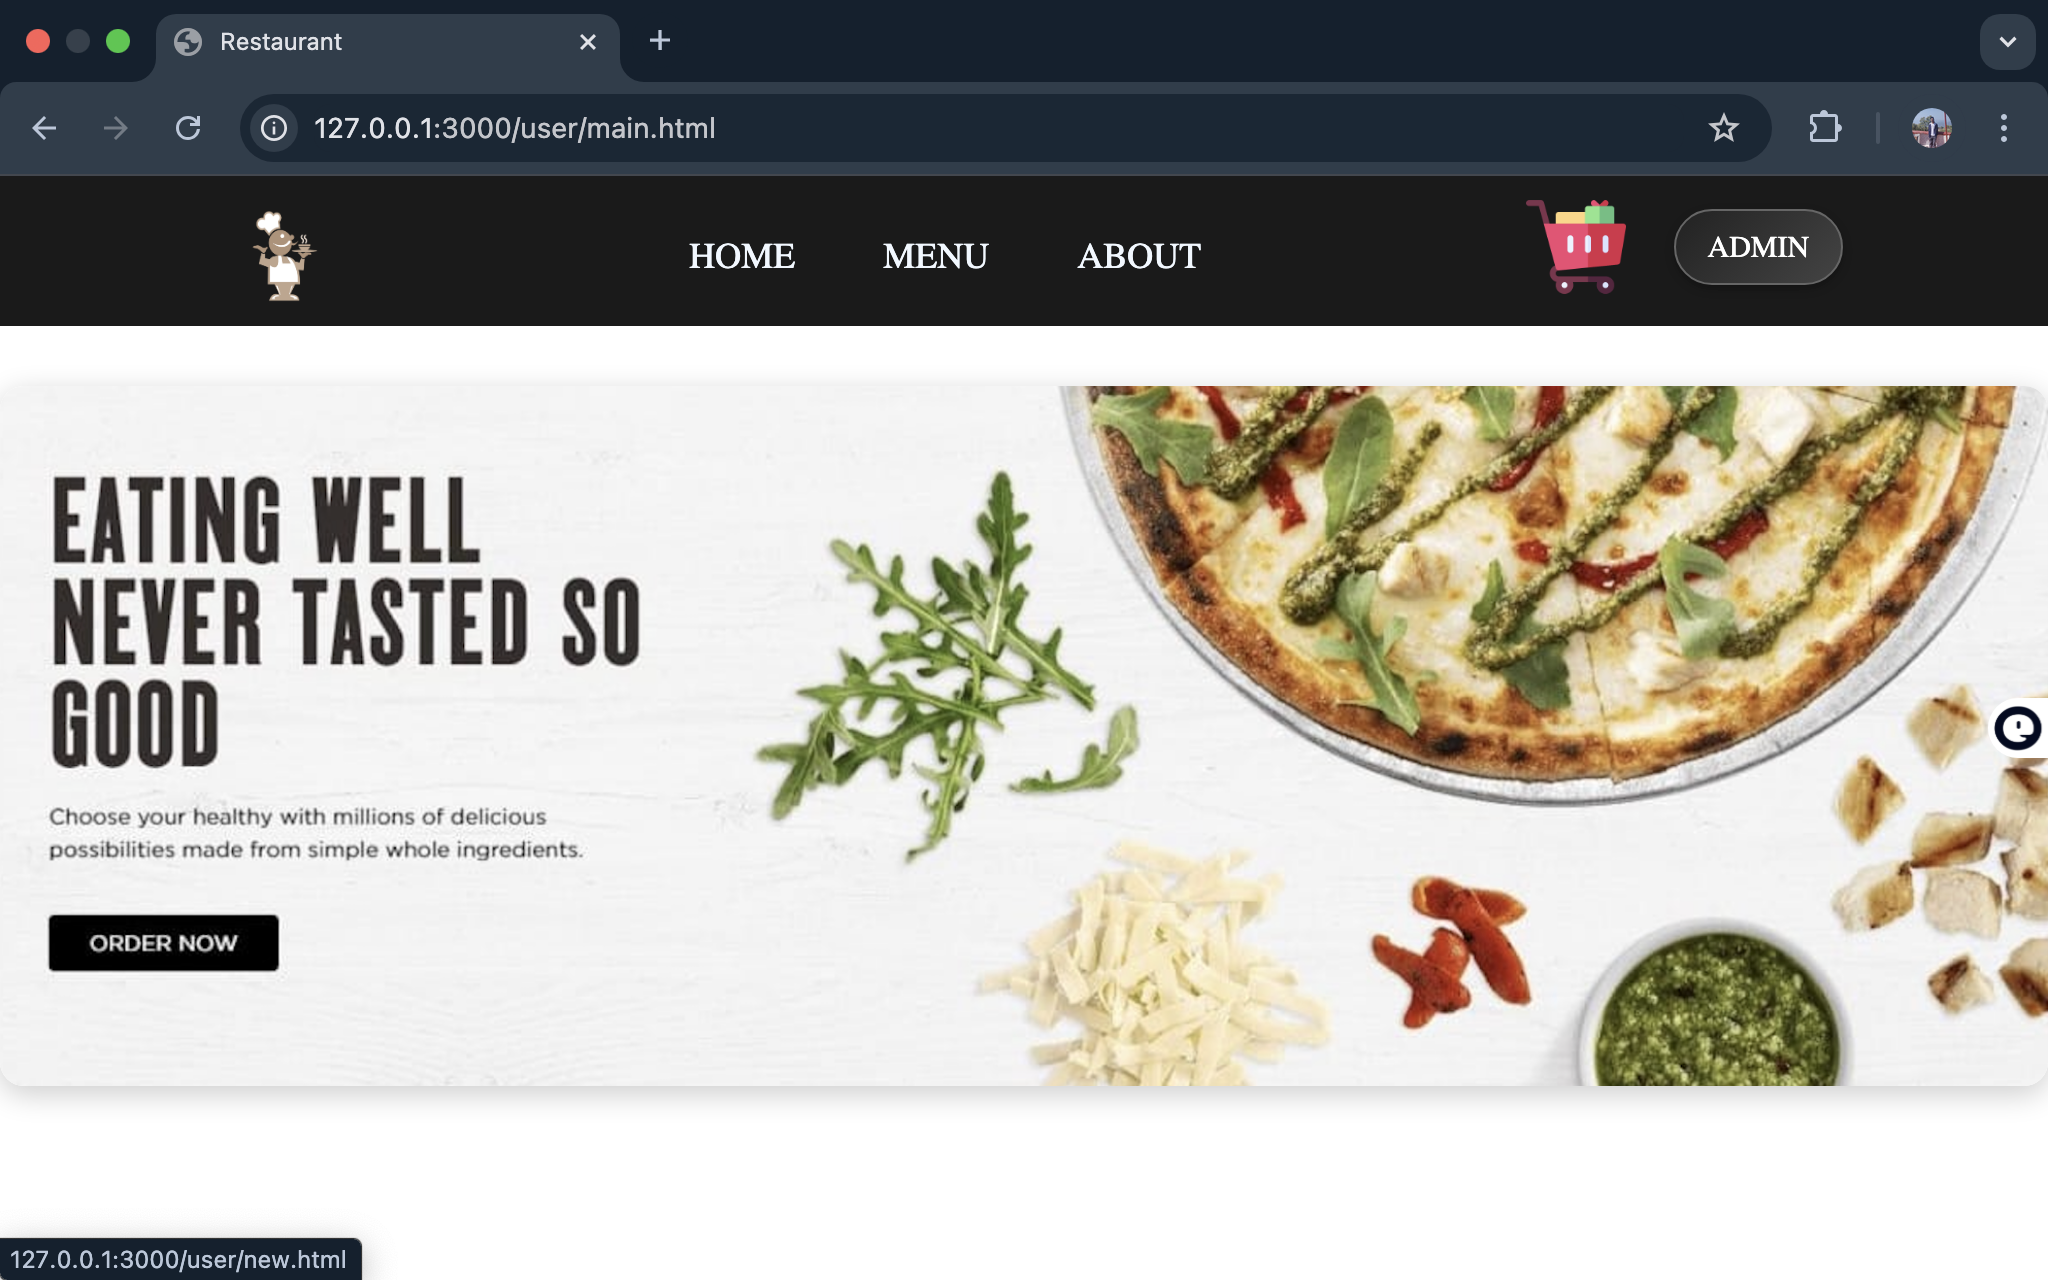 Restaurant
127.0.0.1:3000/user/main.html
HOME
MENU
ABOUT
ADMIN
EATING WELL
NEVER TASTED SO
GOOD
Choose your healthy with millions of delicious
possibilities made from simple whole ingredients.
ORDER NOW
127.0.0.1:3000/user/new.html